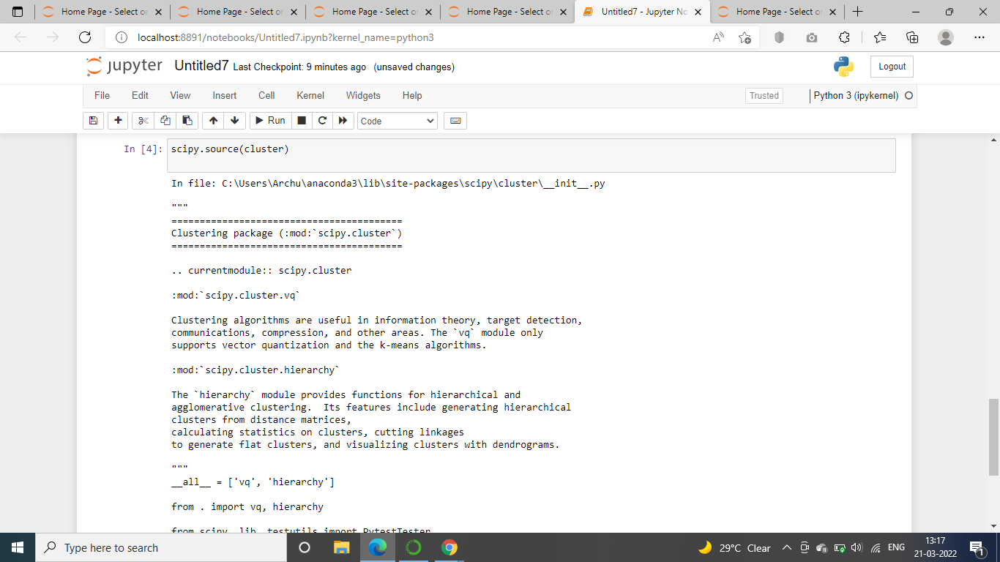 Home Page - Select or
Home Page - Select or
Home Page - Select or
Home Page - Select or
Untitled7 - Jupyter No
Home Page - Select or
localhost:8891/notebooks/Untitled7.ipynb?kernel_name=python3
jupyter Untitled7 Last Checkpoint: 9 minutes ago (unsaved changes)
Logout
File Edit View Insert Cell Kernel Widgets Help
Trusted
Python 3 (ipykernel)
Run
Code
In [4]: scipy.source(cluster)
In file: C:\Users\Archu\anaconda3\lib\site-packages\scipy\cluster\__init__.py
"""
=========================================
Clustering package (:mod:`scipy.cluster`)
=========================================
.. currentmodule:: scipy.cluster
:mod:`scipy.cluster.vq`
Clustering algorithms are useful in information theory, target detection,
communications, compression, and other areas. The `vq` module only
supports vector quantization and the k-means algorithms.
:mod:`scipy.cluster.hierarchy`
The `hierarchy` module provides functions for hierarchical and
agglomerative clustering.  Its features include generating hierarchical
clusters from distance matrices,
calculating statistics on clusters, cutting linkages
to generate flat clusters, and visualizing clusters with dendrograms.
"""
__all__ = ['vq', 'hierarchy']
from . import vq, hierarchy
from scipy._lib._testutils import PytestTester
Type here to search
29°C Clear
ENG
13:17
21-03-2022
1